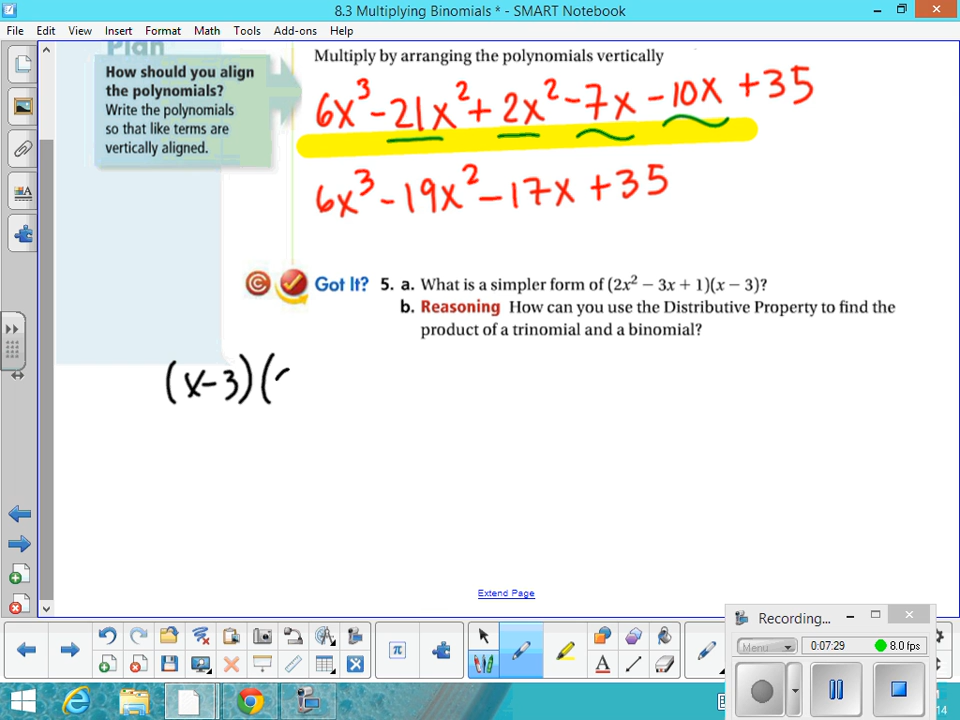 8.3 Multiplying Binomials * - SMART Notebook
File Edit View Insert Format Math Tools Add-ons Help
Plan
How should you align
the polynomials?
Write the polynomials
so that like terms are
vertically aligned.
Multiply by arranging the polynomials vertically
6x³ - 21x² + 2x² - 7x - 10x + 35
6x³ - 19x² - 17x + 35
Got It? 5. a. What is a simpler form of (2x² − 3x + 1)(x − 3)?
b. Reasoning How can you use the Distributive Property to find the
product of a trinomial and a binomial?
(x-3)(
Extend Page
Recording...
Menu 0:07:29 8.0 fps
π
A
14